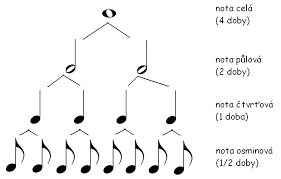 nota celá
(4 doby)
nota půlová
(2 doby)
nota čtvrťová
(1 doba)
nota osminová
(1/2 doby)